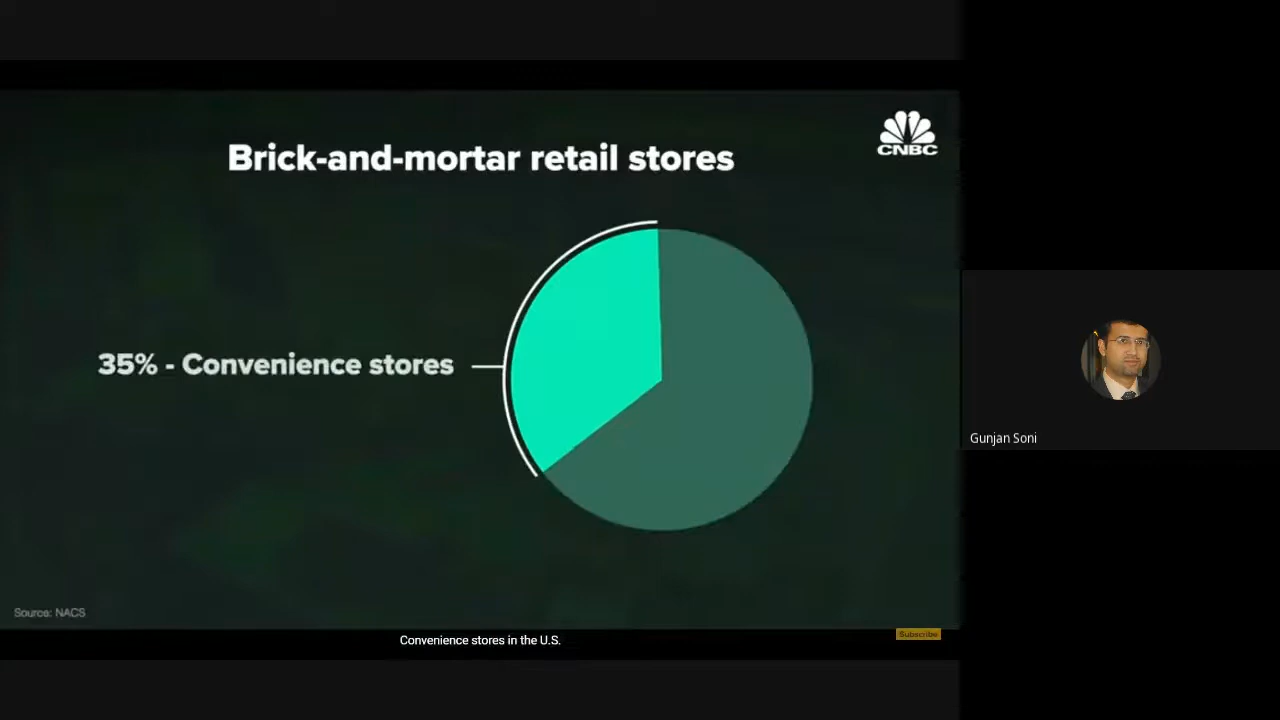 Brick-and-mortar retail stores
CNBC
35% - Convenience stores
Gunjan Soni
Source: NACS
Subscribe
Convenience stores in the U.S.